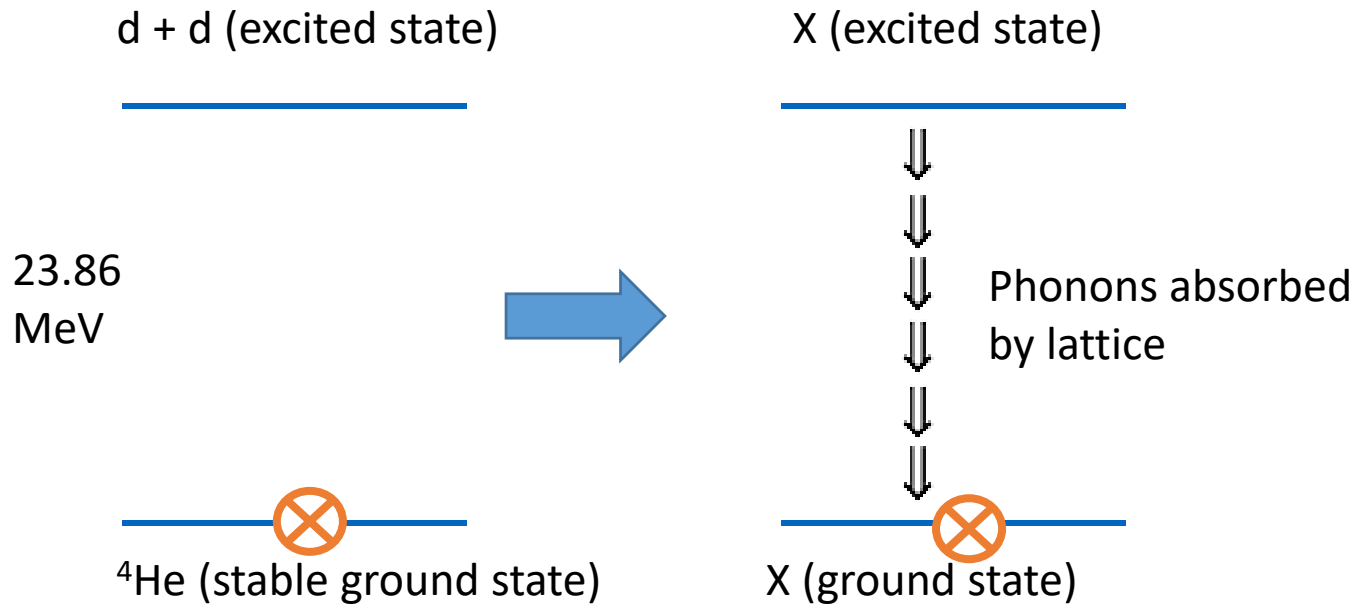 d + d (excited state)
X (excited state)
23.86
MeV
Phonons absorbed
by lattice
⁴He (stable ground state)
X (ground state)